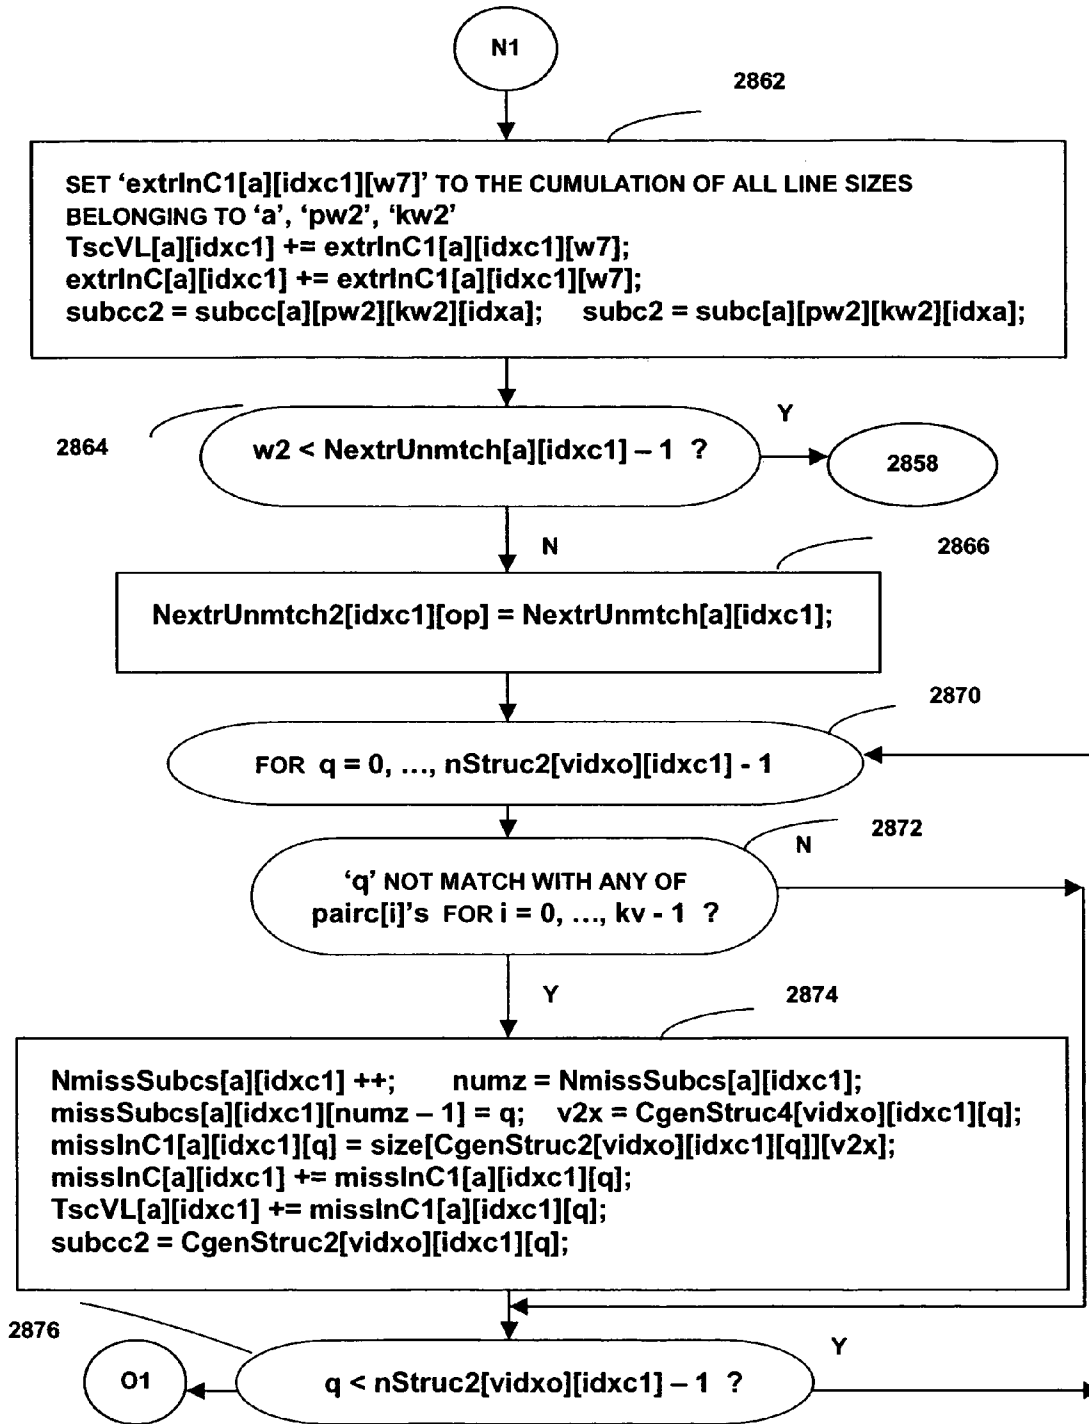 N1
2862
SET ‘extrInC1[a][idxc1][w7]’ TO THE CUMULATION OF ALL LINE SIZES
BELONGING TO ‘a’, ‘pw2’, ‘kw2’
TscVL[a][idxc1] += extrInC1[a][idxc1][w7];
extrInC[a][idxc1] += extrInC1[a][idxc1][w7];
subcc2 = subcc[a][pw2][kw2][idxa]; subc2 = subc[a][pw2][kw2][idxa];
2864
w2 < NextrUnmtch[a][idxc1] – 1 ?
Y
2858
N
2866
NextrUnmtch2[idxc1][op] = NextrUnmtch[a][idxc1];
2870
FOR q = 0, …, nStruc2[vidxo][idxc1] - 1
2872
N
‘q’ NOT MATCH WITH ANY OF
pairc[i]'s FOR i = 0, …, kv - 1 ?
Y
2874
NmissSubcs[a][idxc1] ++; numz = NmissSubcs[a][idxc1];
missSubcs[a][idxc1][numz – 1] = q; v2x = CgenStruc4[vidxo][idxc1][q];
missInC1[a][idxc1][q] = size[CgenStruc2[vidxo][idxc1][q]][v2x];
missInC[a][idxc1] += missInC1[a][idxc1][q];
TscVL[a][idxc1] += missInC1[a][idxc1][q];
subcc2 = CgenStruc2[vidxo][idxc1][q];
2876
O1
q < nStruc2[vidxo][idxc1] – 1 ?
Y